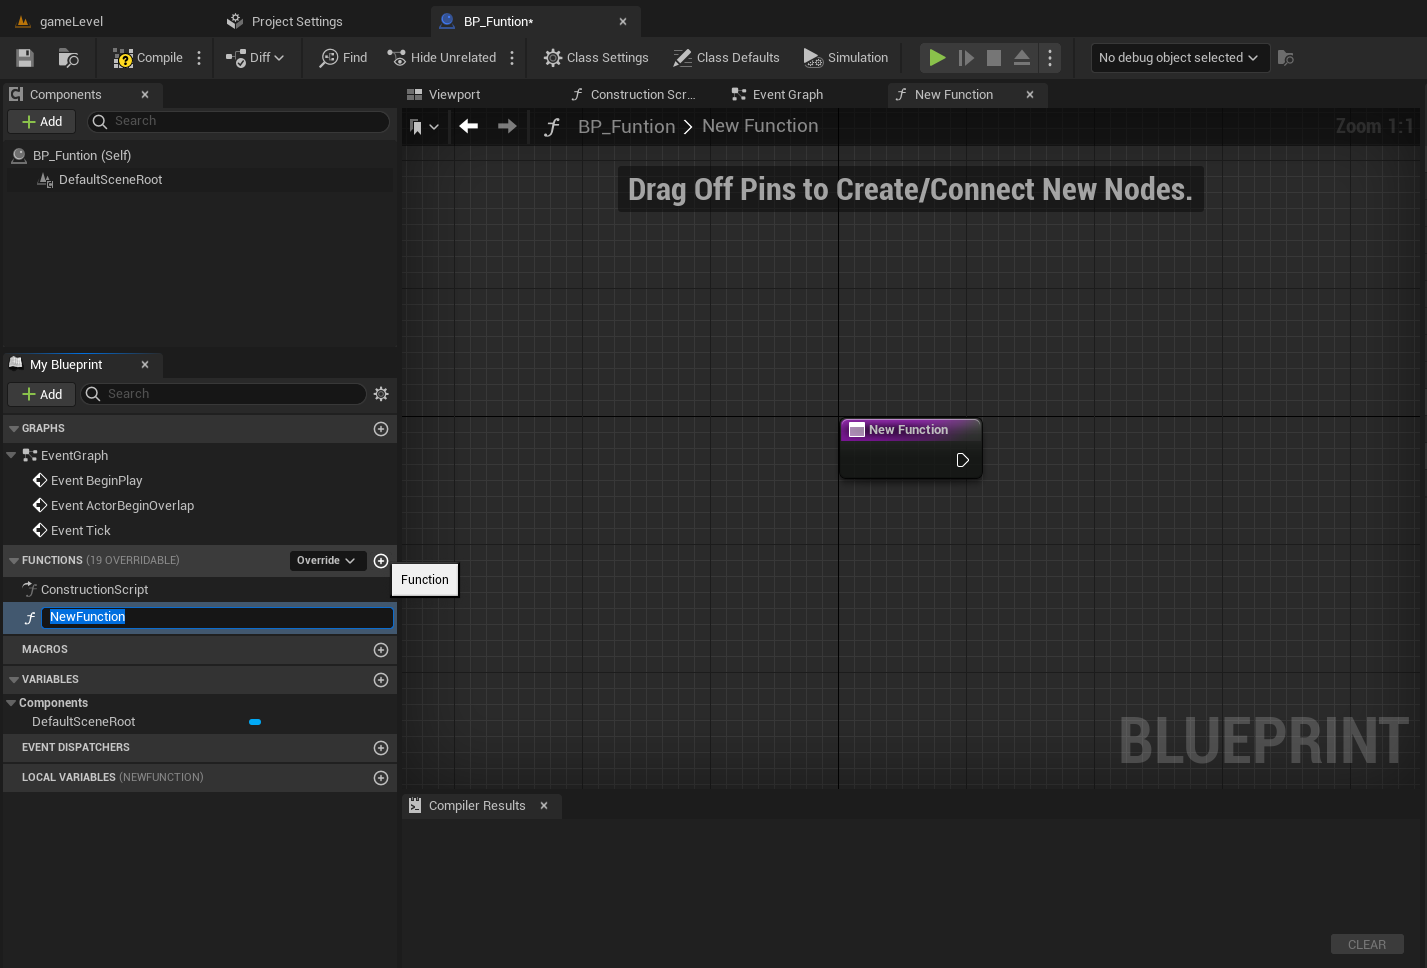 gameLevel
Project Settings
BP_Funtion*
Compile
Diff
Find
Hide Unrelated
Class Settings
Class Defaults
Simulation
No debug object selected
Components
Add
Search
BP_Funtion (Self)
DefaultSceneRoot
Viewport
Construction Scr...
Event Graph
New Function
BP_Funtion
New Function
Zoom 1:1
Drag Off Pins to Create/Connect New Nodes.
New Function
BLUEPRINT
My Blueprint
Add
Search
GRAPHS
EventGraph
Event BeginPlay
Event ActorBeginOverlap
Event Tick
FUNCTIONS (19 OVERRIDABLE)
Override
Function
ConstructionScript
NewFunction
MACROS
VARIABLES
Components
DefaultSceneRoot
EVENT DISPATCHERS
LOCAL VARIABLES (NEWFUNCTION)
Compiler Results
CLEAR